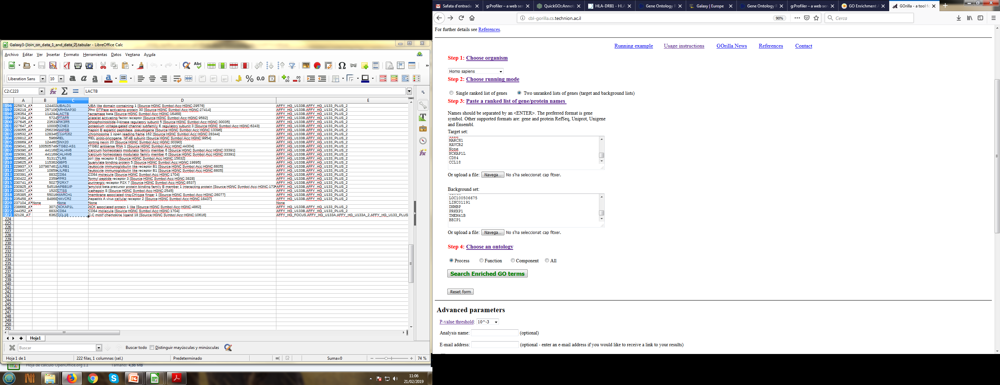 Galaxy3-[Join_on_data_1_and_data_2].tabular - LibreOffice Calc
Archivo Editar Ver Insertar Formato Herramientas Datos Ventana Ayuda
Liberation Sans 10
C2:C223 LACTB
A B C D E
196 225874_A 124402 UBALD1 UBA like domain containing 1 [Source:HGNC Symbol;Acc:HGNC:29576] AFFY_HG_U133B,AFFY_HG_U133_PLUS_2
197 226219_A 257106 ARHGAP30 Rho GTPase activating protein 30 [Source:HGNC Symbol;Acc:HGNC:27414] AFFY_HG_U133B,AFFY_HG_U133_PLUS_2
198 226354_A 114294 LACTB lactamase beta [Source:HGNC Symbol;Acc:HGNC:16468] AFFY_HG_U133B,AFFY_HG_U133_PLUS_2
199 227184_A 5724 PTAFR platelet activating factor receptor [Source:HGNC Symbol;Acc:HGNC:9582] AFFY_HG_U133B,AFFY_HG_U133_PLUS_2
200 227645_A 23533 PIK3R5 phosphoinositide-3-kinase regulatory subunit 5 [Source:HGNC Symbol;Acc:HGNC:30035] AFFY_HG_U133B,AFFY_HG_U133_PLUS_2
201 227647_A 10008 KCNE3 potassium voltage-gated channel subfamily E regulatory subunit 3 [Source:HGNC Symbol;Acc:HGNC:6243] AFFY_HG_U133B,AFFY_HG_U133_PLUS_2
202 228055_A 256236 NAPSB napsin B aspartic peptidase, pseudogene [Source:HGNC Symbol;Acc:HGNC:13396] AFFY_HG_U133B,AFFY_HG_U133_PLUS_2
203 228532_A 128346 C1orf162 chromosome 1 open reading frame 162 [Source:HGNC Symbol;Acc:HGNC:28344] AFFY_HG_U133B,AFFY_HG_U133_PLUS_2
204 228812_A 5966 REL REL proto-oncogene, NF-kB subunit [Source:HGNC Symbol;Acc:HGNC:9954] AFFY_HG_U133B,AFFY_HG_U133_PLUS_2
205 228869_A 124460 SNX20 sorting nexin 20 [Source:HGNC Symbol;Acc:HGNC:30390] AFFY_HG_U133B,AFFY_HG_U133_PLUS_2
206 229041_S 100505746 ITGB2-AS1 ITGB2 antisense RNA 1 [Source:HGNC Symbol;Acc:HGNC:44304] AFFY_HG_U133B,AFFY_HG_U133_PLUS_2
207 229390_A 441168 CALHM6 calcium homeostasis modulator family member 6 [Source:HGNC Symbol;Acc:HGNC:33391] AFFY_HG_U133B,AFFY_HG_U133_PLUS_2
208 229391_S 441168 CALHM6 calcium homeostasis modulator family member 6 [Source:HGNC Symbol;Acc:HGNC:33391] AFFY_HG_U133B,AFFY_HG_U133_PLUS_2
209 229560_A 51311 TLR8 toll like receptor 8 [Source:HGNC Symbol;Acc:HGNC:15632] AFFY_HG_U133B,AFFY_HG_U133_PLUS_2
210 229625_A 115362 GBP5 guanylate binding protein 5 [Source:HGNC Symbol;Acc:HGNC:19895] AFFY_HG_U133B,AFFY_HG_U133_PLUS_2
211 229937_X 107987461 LILRB1 leukocyte immunoglobulin like receptor B1 [Source:HGNC Symbol;Acc:HGNC:6605] AFFY_HG_U133B,AFFY_HG_U133_PLUS_2
212 229937_X 10859 LILRB1 leukocyte immunoglobulin like receptor B1 [Source:HGNC Symbol;Acc:HGNC:6605] AFFY_HG_U133B,AFFY_HG_U133_PLUS_2
213 230391_A 8832 CD84 CD84 molecule [Source:HGNC Symbol;Acc:HGNC:1704] AFFY_HG_U133B,AFFY_HG_U133_PLUS_2
214 230422_A 2359 FPR3 formyl peptide receptor 3 [Source:HGNC Symbol;Acc:HGNC:3828] AFFY_HG_U133B,AFFY_HG_U133_PLUS_2
215 230741_A 5027 P2RX7 purinergic receptor P2X 7 [Source:HGNC Symbol;Acc:HGNC:8537] AFFY_HG_U133B,AFFY_HG_U133_PLUS_2
216 230925_A 54518 APBB1IP amyloid beta precursor protein binding family B member 1 interacting protein [Source:HGNC Symbol;Acc:HGNC:173 AFFY_HG_U133B,AFFY_HG_U133_PLUS_2
217 232617_A 1520 CTSS cathepsin S [Source:HGNC Symbol;Acc:HGNC:2545] AFFY_HG_U133B,AFFY_HG_U133_PLUS_2
218 235385_A 55016 MARCH1 membrane associated ring-CH-type finger 1 [Source:HGNC Symbol;Acc:HGNC:26077] AFFY_HG_U133B,AFFY_HG_U133_PLUS_2
219 235458_A 84868 HAVCR2 hepatitis A virus cellular receptor 2 [Source:HGNC Symbol;Acc:HGNC:18437] AFFY_HG_U133B,AFFY_HG_U133_PLUS_2
220 237104_A None None None None
221 238668_A 3071 NCKAP1L NCK associated protein 1 like [Source:HGNC Symbol;Acc:HGNC:4862] AFFY_HG_U133B,AFFY_HG_U133_PLUS_2
222 244352_A 8832 CD84 CD84 molecule [Source:HGNC Symbol;Acc:HGNC:1704] AFFY_HG_U133B,AFFY_HG_U133_PLUS_2
223 32128_AT 6362 CCL18 C-C motif chemokine ligand 18 [Source:HGNC Symbol;Acc:HGNC:10616] AFFY_HG_FOCUS,AFFY_HG_U133A,AFFY_HG_U133A_2,AFFY_HG_U133_PLUS
224
225
226
227
228
229
230
231
232
233
234
235
236
237
238
239
240
241
242
243
244
245
246
247
248
249
250
251
Hoja1
Buscar Buscar todo Distinguir mayúsculas y minúsculas
Hoja 1 de 1 222 filas, 1 columnas (sel.) Predeterminado Suma=0 74 %
Hoja de cálculo OpenOffice.org 1.1 Tamaño: 4,86 MB
11:06
21/02/2019
Safata d'entrada g:Profiler – a web ser QuickGO::Annota HLA-DRB1 - HLA Gene Ontology R Galaxy | Europe Gene Ontology R g:Profiler – a web ser GO Enrichment A GOrilla - a tool fo
cbl-gorilla.cs.technion.ac.il 90% Cerca
For further details see References.
Running example Usage instructions GOrilla News References Contact
Step 1: Choose organism
Homo sapiens
Step 2: Choose running mode
Single ranked list of genes Two unranked lists of genes (target and background lists)
Step 3: Paste a ranked list of gene/protein names
Names should be separated by an <ENTER>. The preferred format is gene
symbol. Other supported formats are: gene and protein RefSeq, Uniprot, Unigene
and Ensembl.
Target set:
MARCH1
HAVCR2
None
NCKAP1L
CD84
CCL18
Or upload a file: Navega... No s'ha seleccionat cap fitxer.
Background set:
LOC100506675
LINC01191
DNMBP
PRKXP1
TMEM41B
BBIP1
Or upload a file: Navega... No s'ha seleccionat cap fitxer.
Step 4: Choose an ontology
Process Function Component All
Search Enriched GO terms
Reset form
Advanced parameters
P-value threshold: 10^-3
Analysis name: (optional)
E-mail address: (optional - enter an e-mail address if you would like to receive a link to your results)